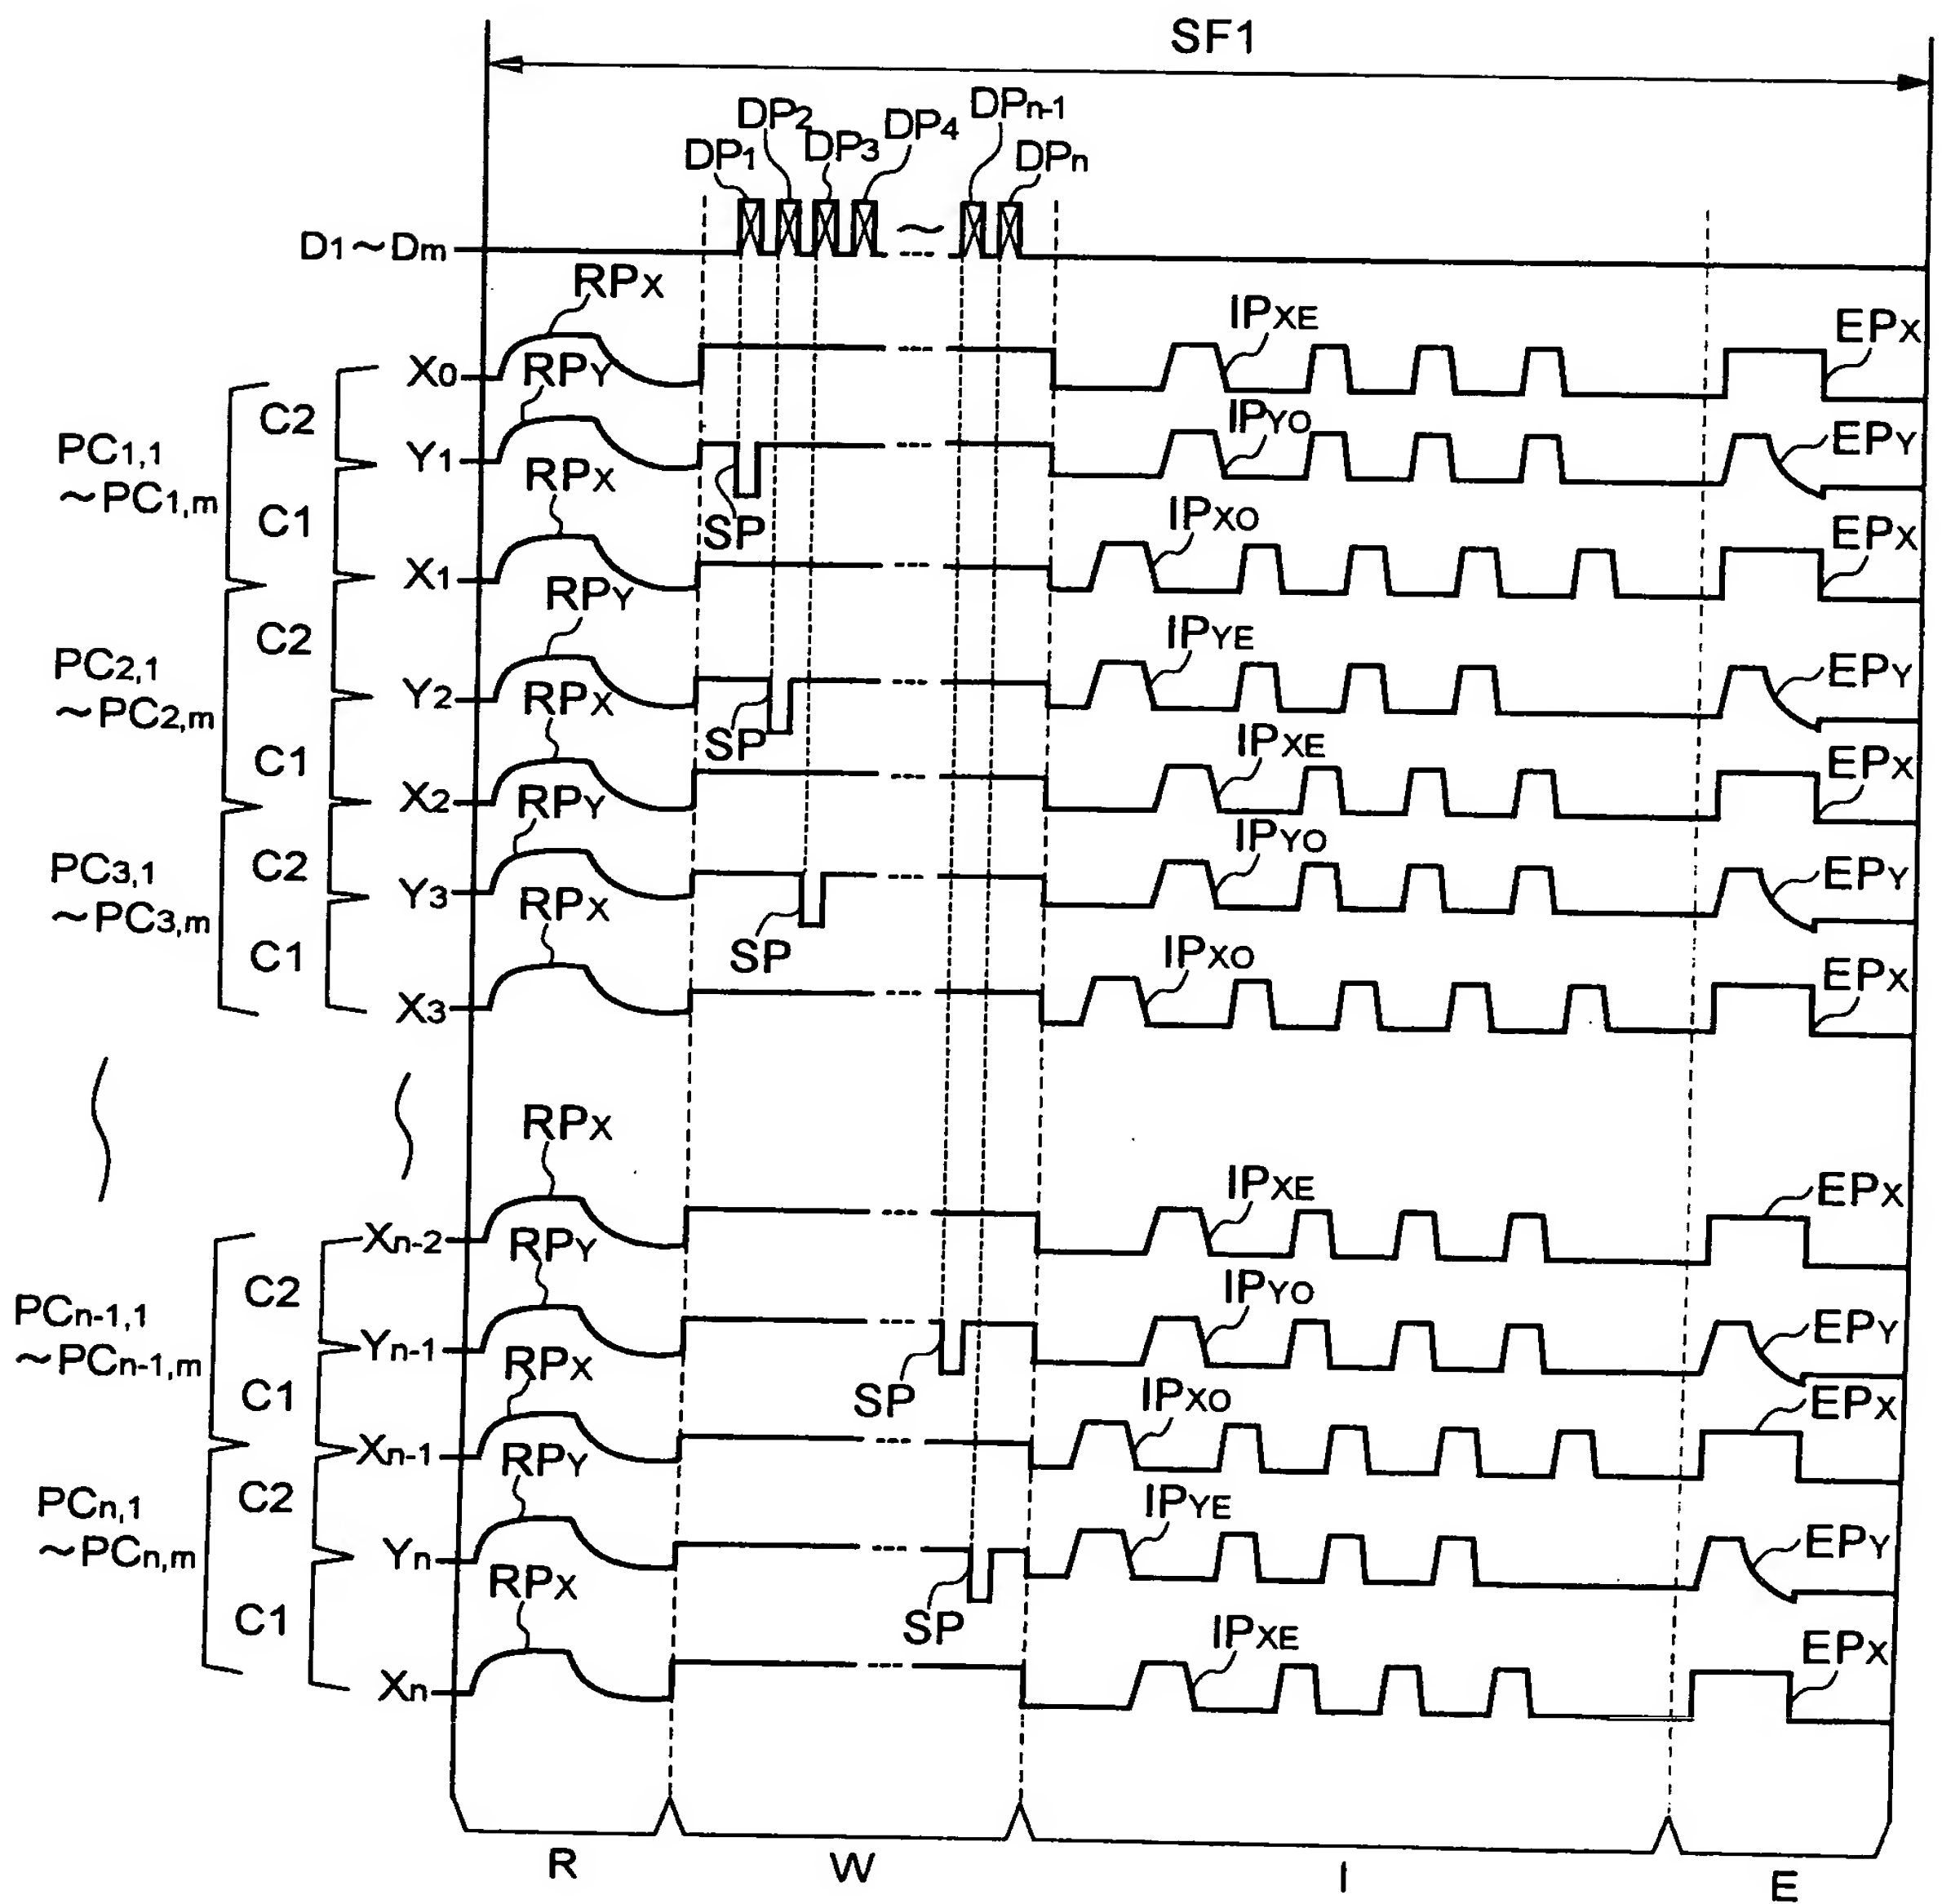 SF1
DP1 DP2 DP3 DP4 DPn-1 DPn
D1~Dm
RPX IPXE EPX
X0
C2 RPY IPYO EPY
PC1,1
~PC1,m
Y1
C1 RPX SP IPXO EPX
X1
C2 RPY IPYE EPY
PC2,1
~PC2,m
Y2
C1 RPX SP IPXE EPX
X2
C2 RPY IPYO EPY
PC3,1
~PC3,m
Y3
C1 RPX SP IPXO EPX
X3
RPX IPXE EPX
Xn-2
C2 RPY IPYO EPY
PCn-1,1
~PCn-1,m
Yn-1
C1 RPX SP IPXO EPX
Xn-1
C2 RPY IPYE EPY
PCn,1
~PCn,m
Yn
C1 RPX SP IPXE EPX
Xn
R W I E